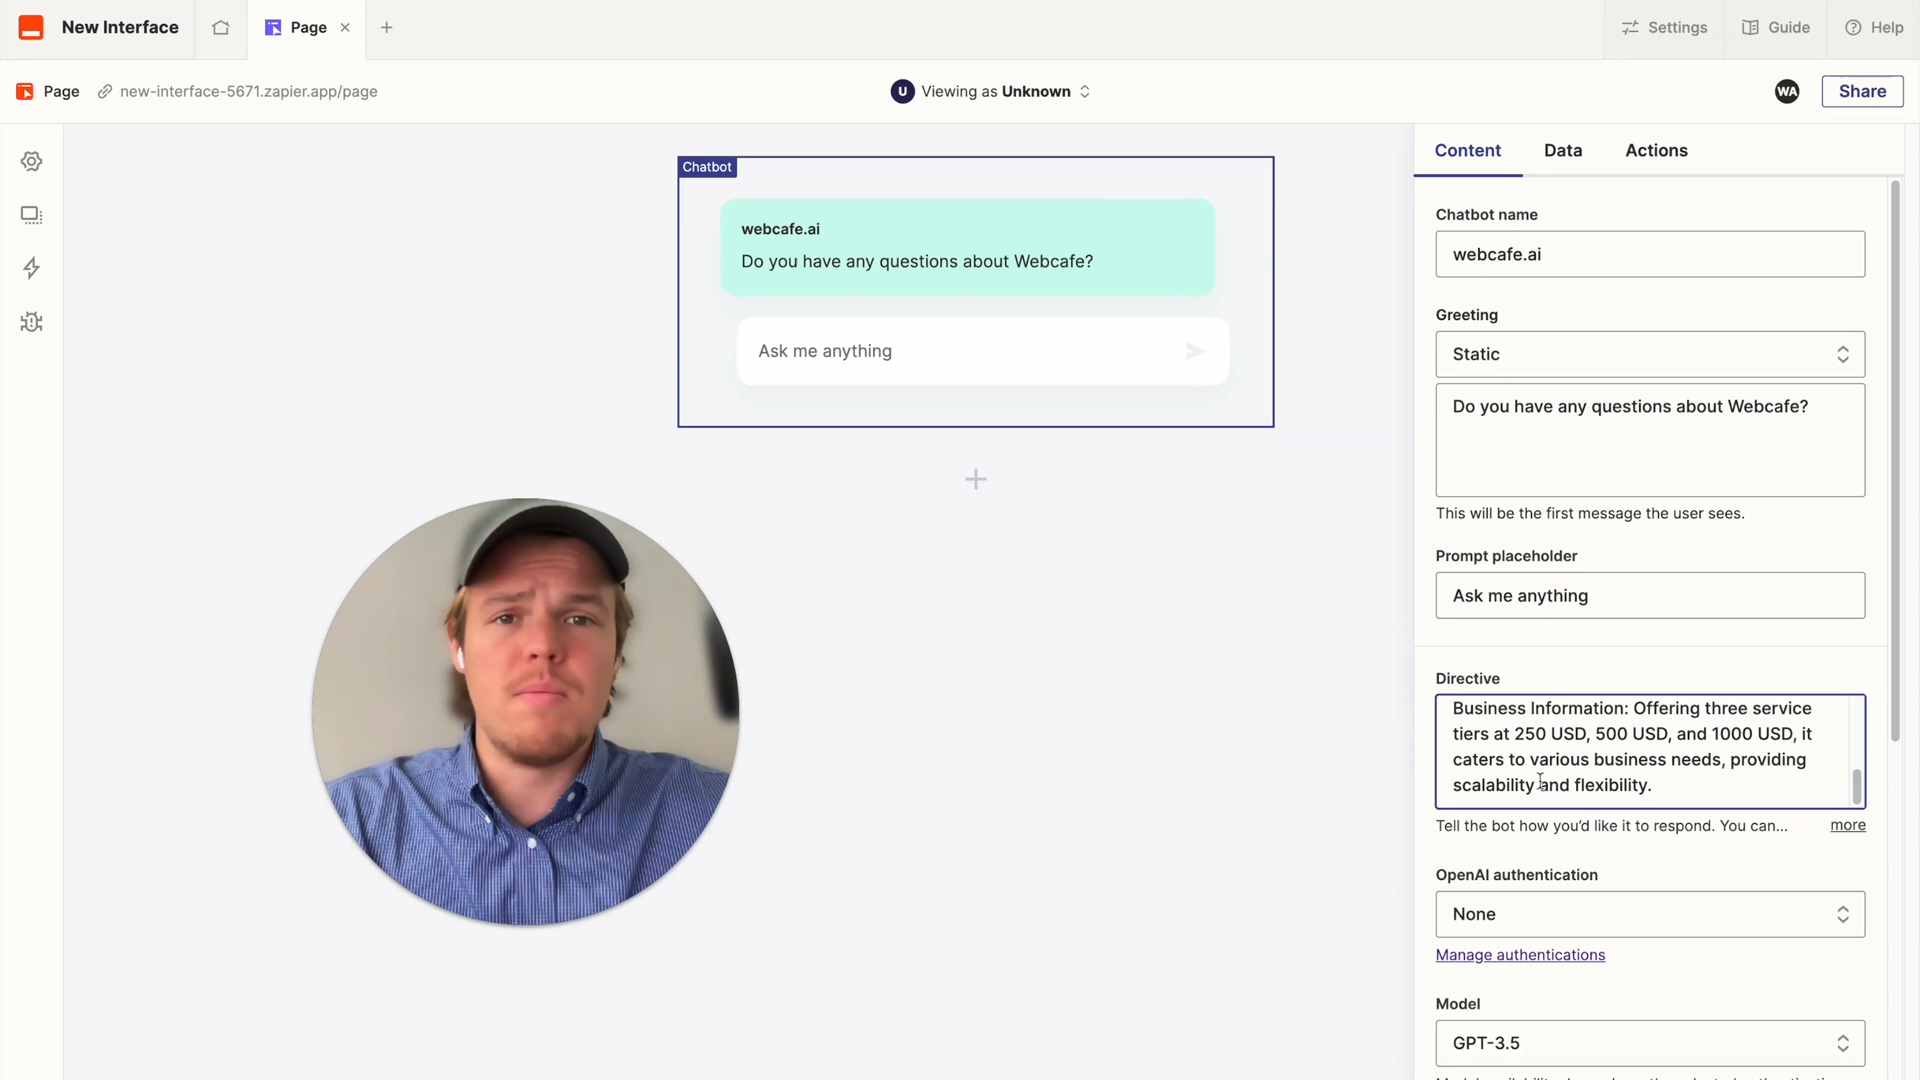 New Interface
Page
Settings
Guide
Help
Page
new-interface-5671.zapier.app/page
U
Viewing as Unknown
WA
Share
Content
Data
Actions
Chatbot
webcafe.ai
Do you have any questions about Webcafe?
Ask me anything
Chatbot name
webcafe.ai
Greeting
Static
Do you have any questions about Webcafe?
This will be the first message the user sees.
Prompt placeholder
Ask me anything
Directive
Business Information: Offering three service
tiers at 250 USD, 500 USD, and 1000 USD, it
caters to various business needs, providing
scalability and flexibility.
Tell the bot how you'd like it to respond. You can...
more
OpenAI authentication
None
Manage authentications
Model
GPT-3.5